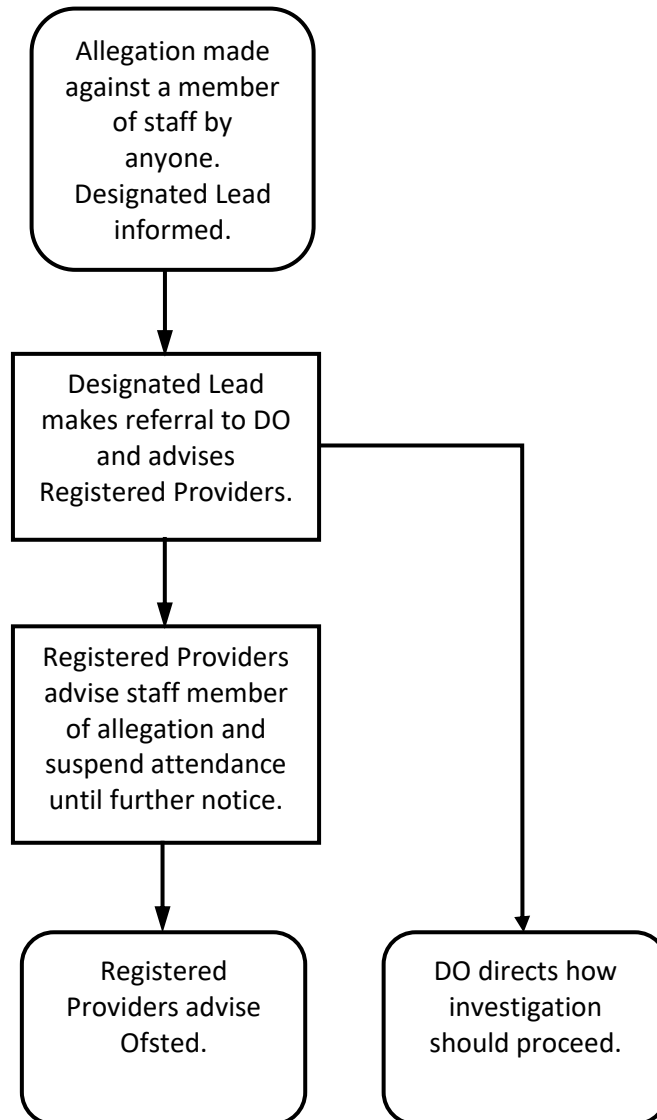 Allegation made
against a member
of staff by
anyone.
Designated Lead
informed.
Designated Lead
makes referral to DO
and advises
Registered Providers.
Registered Providers
advise staff member
of allegation and
suspend attendance
until further notice.
Registered
Providers advise
Ofsted.
DO directs how
investigation
should proceed.